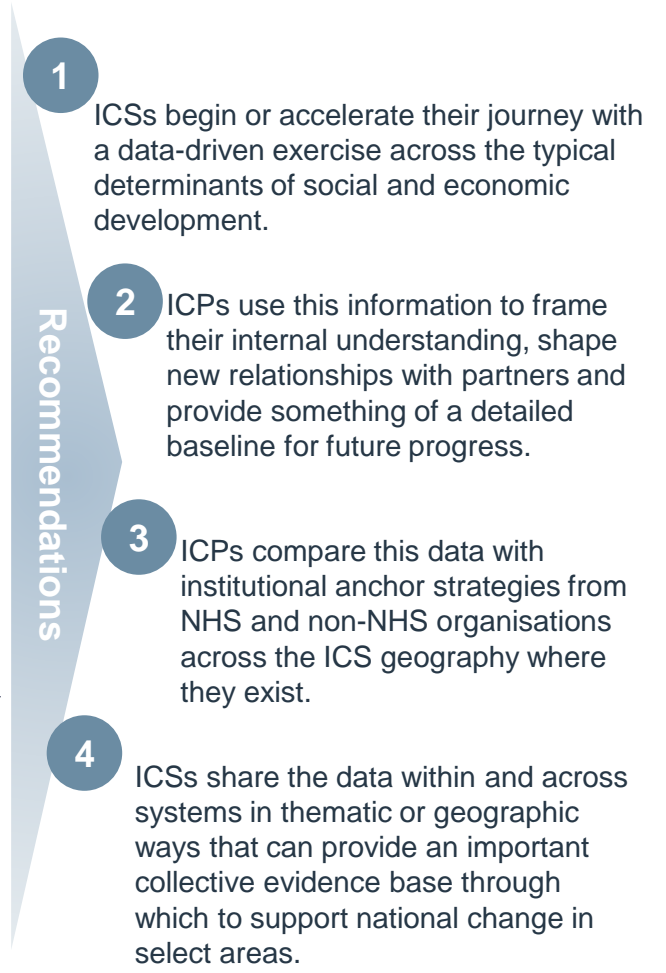 Recommendations
1
ICSs begin or accelerate their journey with
a data-driven exercise across the typical
determinants of social and economic
development.
2
ICPs use this information to frame
their internal understanding, shape
new relationships with partners and
provide something of a detailed
baseline for future progress.
3
ICPs compare this data with
institutional anchor strategies from
NHS and non-NHS organisations
across the ICS geography where
they exist.
4
ICSs share the data within and across
systems in thematic or geographic
ways that can provide an important
collective evidence base through
which to support national change in
select areas.